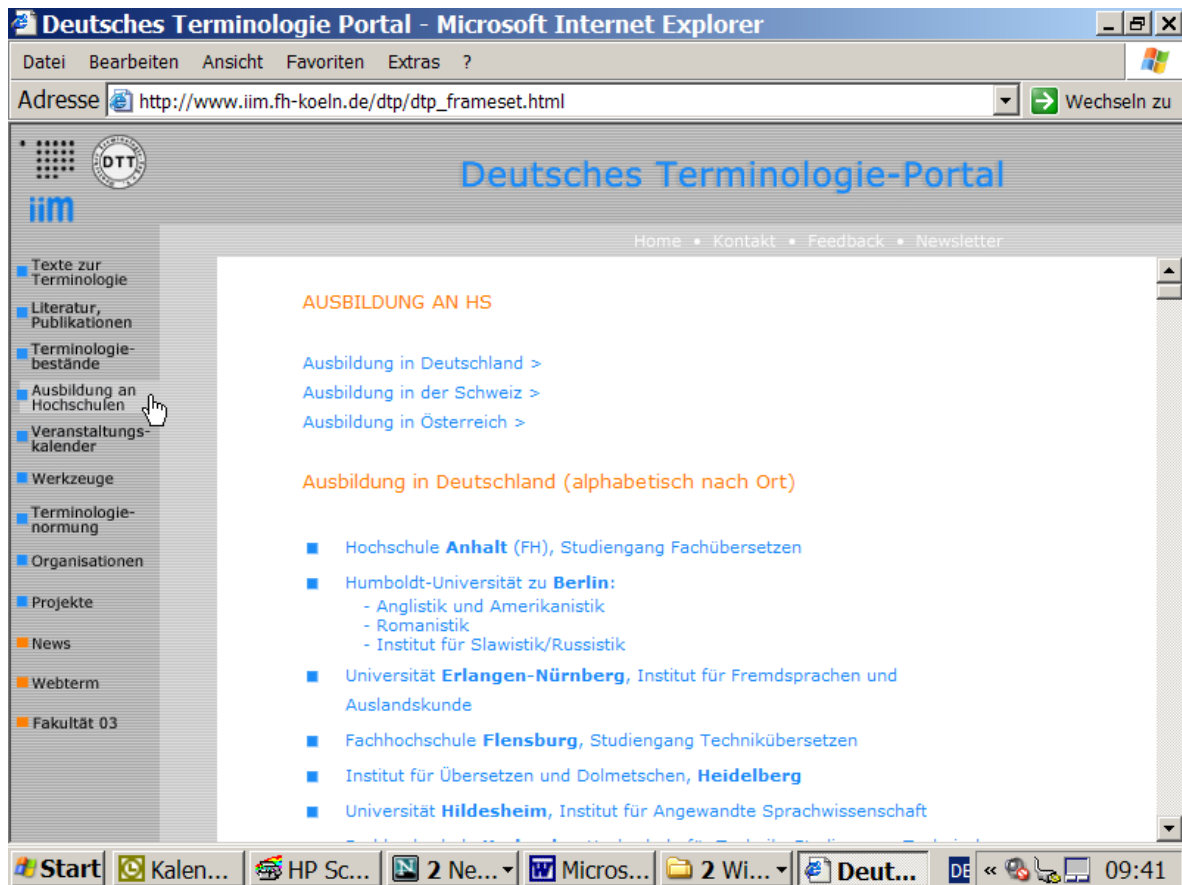 Deutsches Terminologie Portal - Microsoft Internet Explorer
Datei Bearbeiten Ansicht Favoriten Extras ?
Adresse http://www.iim.fh-koeln.de/dtp/dtp_frameset.html Wechseln zu
DTT
iim
Deutsches Terminologie-Portal
Home • Kontakt • Feedback • Newsletter
Texte zur
Terminologie
Literatur,
Publikationen
Terminologie-
bestände
Ausbildung an
Hochschulen
Veranstaltungs-
kalender
Werkzeuge
Terminologie-
normung
Organisationen
Projekte
News
Webterm
Fakultät 03
AUSBILDUNG AN HS
Ausbildung in Deutschland >
Ausbildung in der Schweiz >
Ausbildung in Österreich >
Ausbildung in Deutschland (alphabetisch nach Ort)
Hochschule Anhalt (FH), Studiengang Fachübersetzen
Humboldt-Universität zu Berlin:
- Anglistik und Amerikanistik
- Romanistik
- Institut für Slawistik/Russistik
Universität Erlangen-Nürnberg, Institut für Fremdsprachen und
Auslandskunde
Fachhochschule Flensburg, Studiengang Technikübersetzen
Institut für Übersetzen und Dolmetschen, Heidelberg
Universität Hildesheim, Institut für Angewandte Sprachwissenschaft
Start Kalen... HP Sc... 2 Ne... Micros... 2 Wi... Deut... DE « 09:41